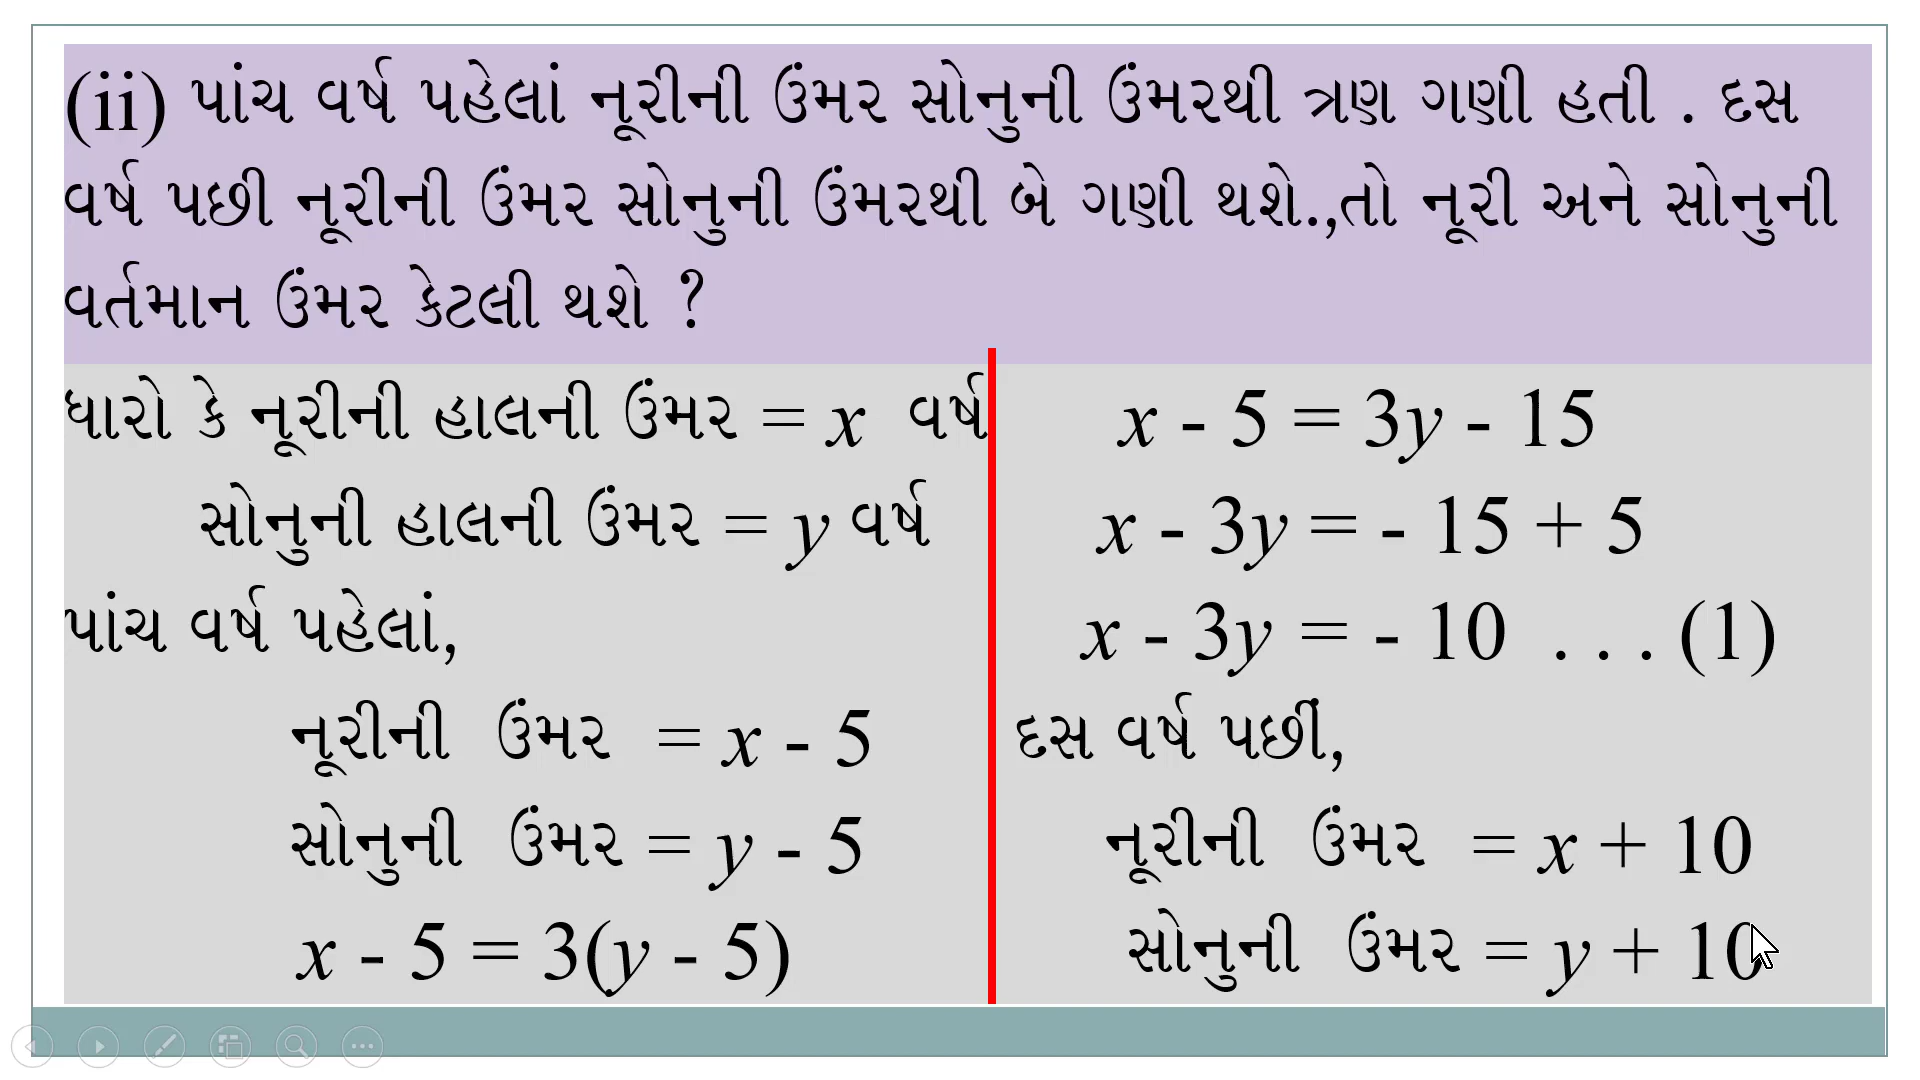 (ii) પાંચ વર્ષ પહેલાં નૂરીની ઉંમર સોનુની ઉંમરથી ત્રણ ગણી હતી . દસ
વર્ષ પછી નૂરીની ઉંમર સોનુની ઉંમરથી બે ગણી થશે.,તો નૂરી અને સોનુની
વર્તમાન ઉંમર કેટલી થશે ?
ધારો કે નૂરીની હાલની ઉંમર = x વર્ષ
સોનુની હાલની ઉંમર = y વર્ષ
પાંચ વર્ષ પહેલાં,
નૂરીની ઉંમર = x - 5
સોનુની ઉંમર = y - 5
x - 5 = 3(y - 5)
x - 5 = 3y - 15
x - 3y = - 15 + 5
x - 3y = - 10 . . . (1)
દસ વર્ષ પછીં,
નૂરીની ઉંમર = x + 10
સોનુની ઉંમર = y + 10